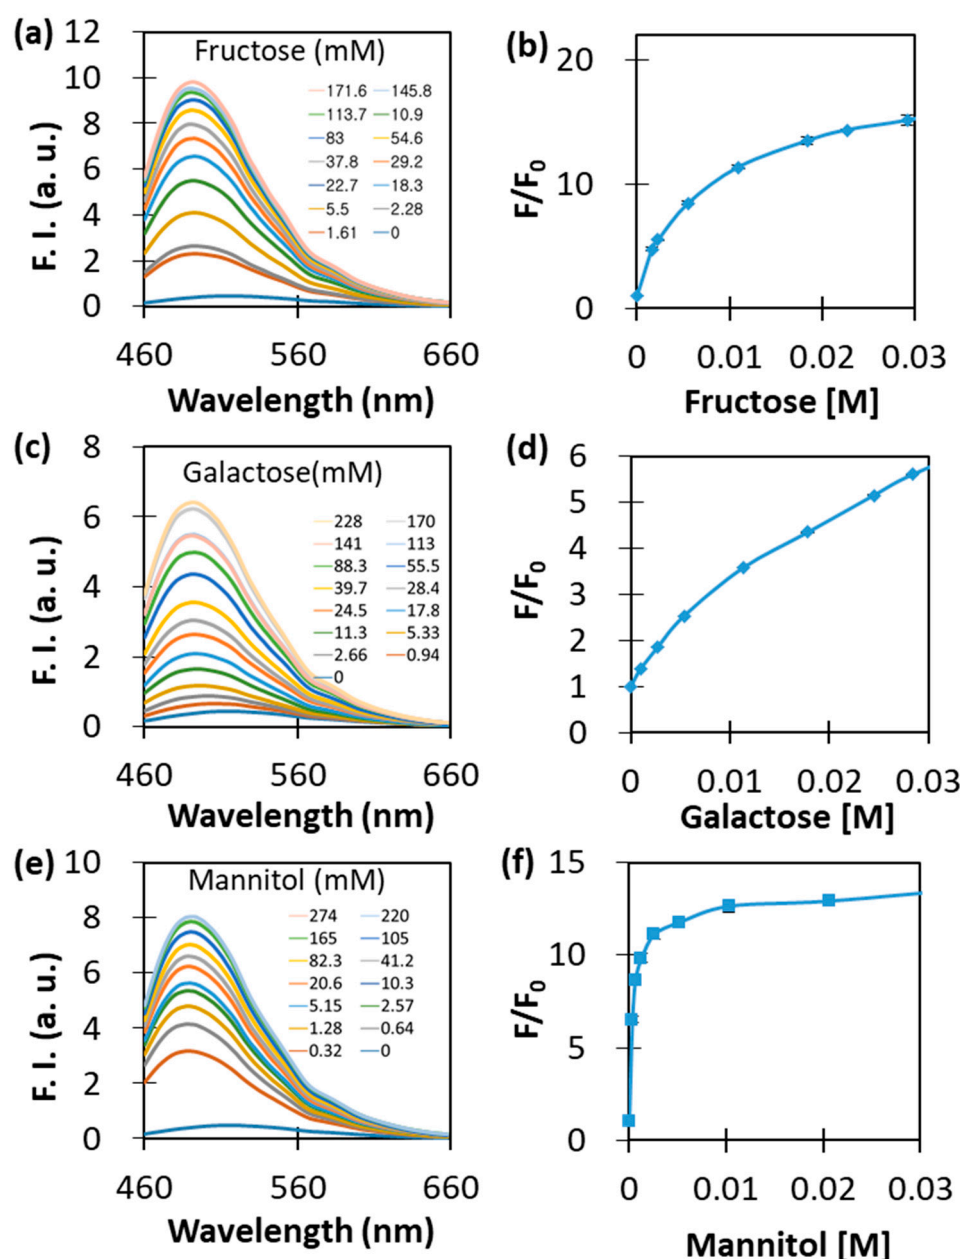 (a)
Fructose (mM)
12
10
8
6
4
2
0
F. I. (a. u.)
171.6 145.8
113.7 10.9
83 54.6
37.8 29.2
22.7 18.3
5.5 2.28
1.61 0
460 560 660
Wavelength (nm)
(b)
20
10
0
F/F0
0 0.01 0.02 0.03
Fructose [M]
(c)
Galactose(mM)
8
6
4
2
0
F. I. (a. u.)
228 170
141 113
88.3 55.5
39.7 28.4
24.5 17.8
11.3 5.33
2.66 0.94
0
460 560 660
Wavelength (nm)
(d)
6
5
4
3
2
1
0
F/F0
0 0.01 0.02 0.03
Galactose [M]
(e)
Mannitol (mM)
10
8
6
4
2
0
F. I. (a. u.)
274 220
165 105
82.3 41.2
20.6 10.3
5.15 2.57
1.28 0.64
0.32 0
460 560 660
Wavelength (nm)
(f)
15
10
5
0
F/F0
0 0.01 0.02 0.03
Mannitol [M]